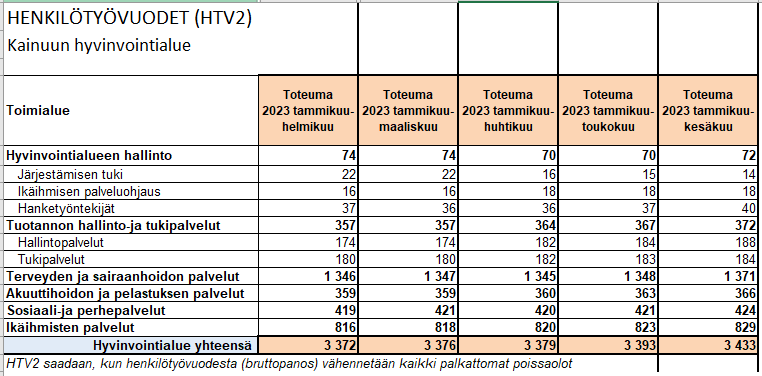 HENKILÖTYÖVUODET (HTV2)
Kainuun hyvinvointialue
Toimialue Toteuma 2023 tammikuu-helmikuu Toteuma 2023 tammikuu-maaliskuu Toteuma 2023 tammikuu-huhtikuu Toteuma 2023 tammikuu-toukokuu Toteuma 2023 tammikuu-kesäkuu
Hyvinvointialueen hallinto 74 74 70 70 72
Järjestämisen tuki 22 22 16 15 14
Ikäihmisen palveluohjaus 16 16 18 18 18
Hanketyöntekijät 37 36 36 37 40
Tuotannon hallinto-ja tukipalvelut 357 357 364 367 372
Hallintopalvelut 174 174 182 184 188
Tukipalvelut 180 180 182 183 184
Terveyden ja sairaanhoidon palvelut 1 346 1 347 1 345 1 348 1 371
Akuuttihoidon ja pelastuksen palvelut 359 359 360 363 366
Sosiaali-ja perhepalvelut 419 421 420 421 424
Ikäihmisten palvelut 816 818 820 823 829
Hyvinvointialue yhteensä 3 372 3 376 3 379 3 393 3 433
HTV2 saadaan, kun henkilötyövuodesta (bruttopanos) vähennetään kaikki palkattomat poissaolot